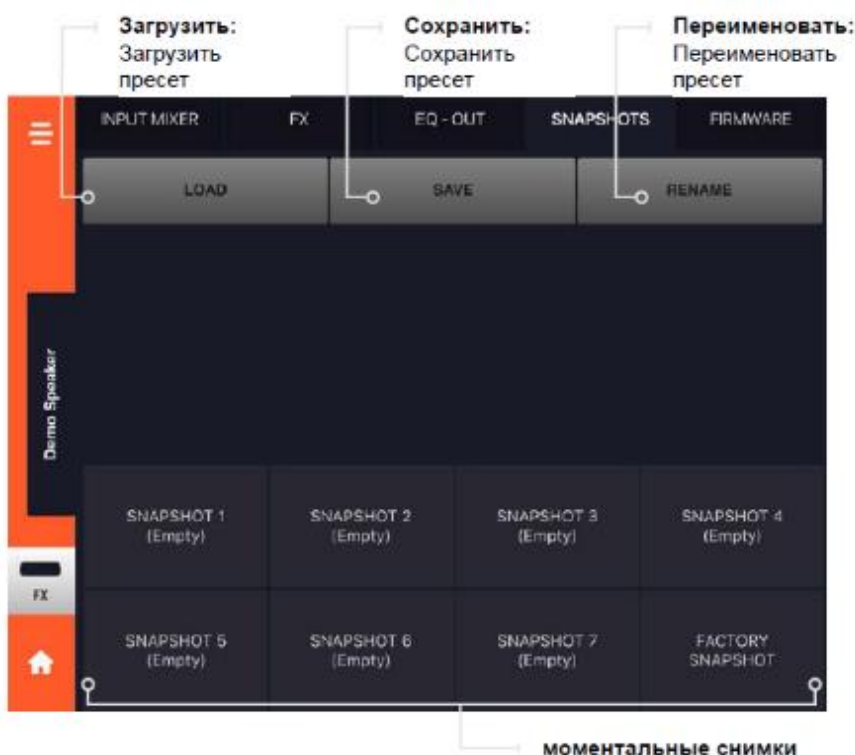 Загрузить:
Загрузить
пресет
Сохранить:
Сохранить
пресет
Переименовать:
Переименовать
пресет
INPUT MIXER
FX
EQ - OUT
SNAPSHOTS
FIRMWARE
LOAD
SAVE
RENAME
Demo Speaker
SNAPSHOT 1
(Empty)
SNAPSHOT 2
(Empty)
SNAPSHOT 3
(Empty)
SNAPSHOT 4
(Empty)
FX
SNAPSHOT 5
(Empty)
SNAPSHOT 6
(Empty)
SNAPSHOT 7
(Empty)
FACTORY
SNAPSHOT
моментальные снимки